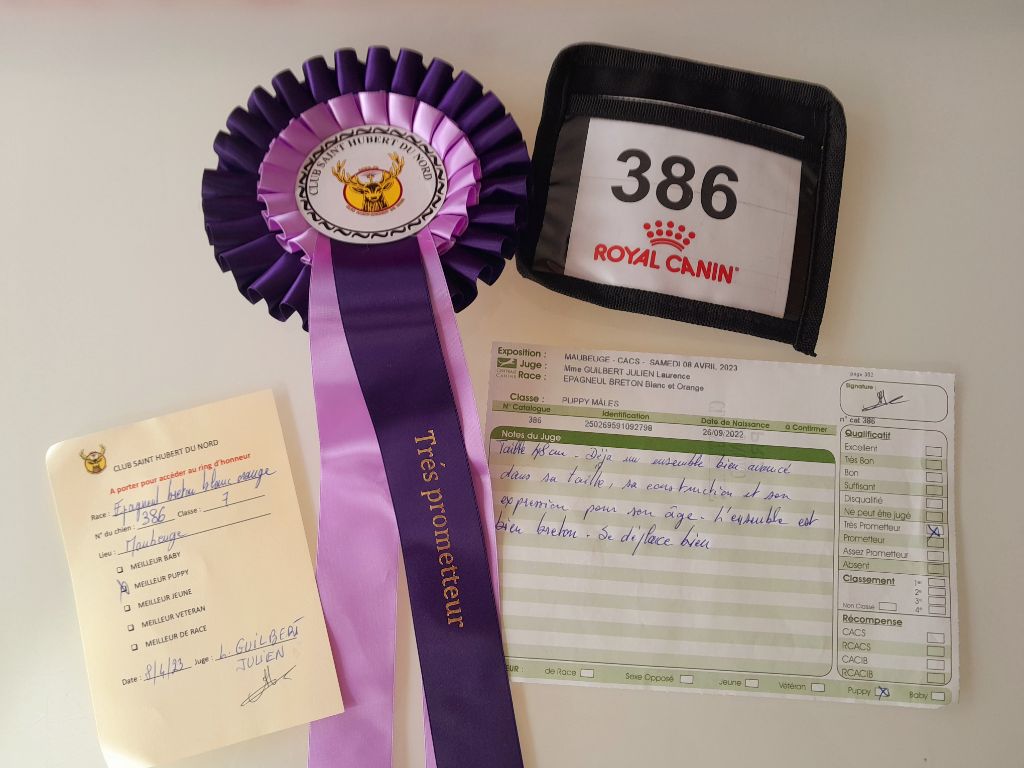 CLUB SAINT HUBERT DU NORD
Trés prometteur
386
ROYAL CANIN
CLUB SAINT HUBERT DU NORD
A porter pour accéder au ring d'honneur
Race : Epagneul breton blanc orange
N° du chien : 386 Classe : 7
Lieu : Maubeuge
MEILLEUR BABY
MEILLEUR PUPPY
MEILLEUR JEUNE
MEILLEUR VETERAN
MEILLEUR DE RACE
Date : 8/4/23 Juge : L. GUILBERT
JULIEN
page 382
Exposition : MAUBEUGE - CACS - SAMEDI 08 AVRIL 2023
Juge : Mme GUILBERT JULIEN Laurence
Race : EPAGNEUL BRETON Blanc et Orange
Classe : PUPPY MÂLES
N° Catalogue Identification Date de Naissance à Confirmer
386 250269591092798 26/09/2022
Notes du Juge
Taille 48 cm. Déjà un ensemble bien avancé
dans sa taille, sa construction et son
expression pour son âge. L'ensemble est
bien breton. Se déplace bien
Signature :
n° cat 386
Qualificatif
Excellent
Trés Bon
Bon
Suffisant
Disqualifié
Ne peut être jugé
Très Prometteur
Prometteur
Assez Prometteur
Absent
Classement 1er
2e
3e
Non Classé 4e
Récompense
CACS
RCACS
CACIB
RCACIB
EUR : de Race Sexe Opposé Jeune Vétéran Puppy Baby